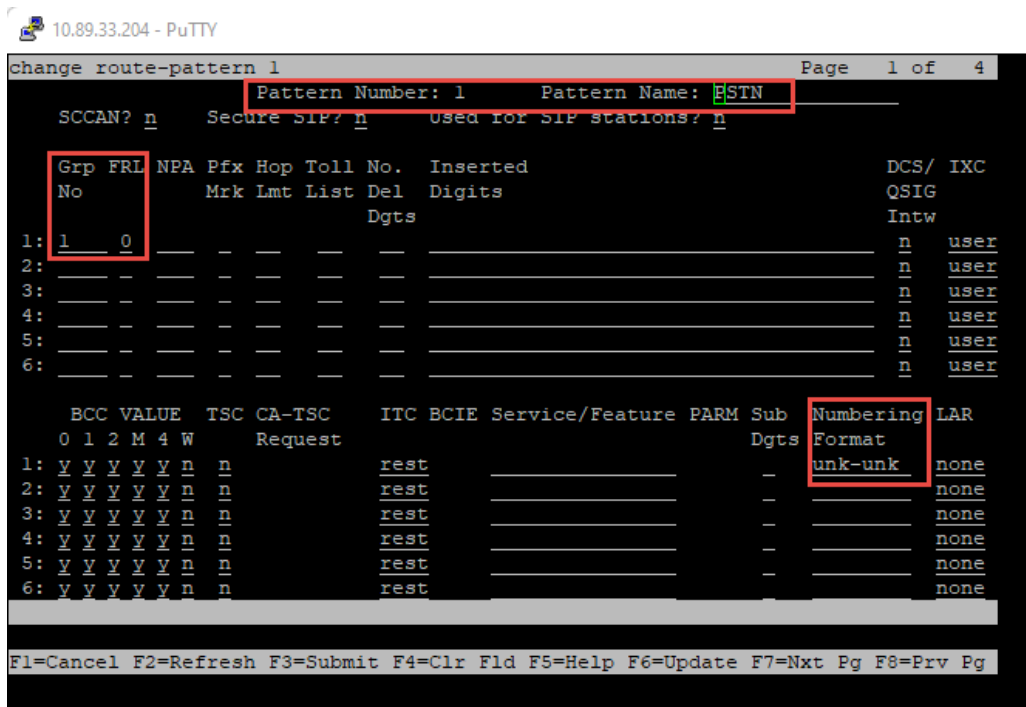 10.89.33.204 - PuTTY
change route-pattern 1 Page 1 of 4
Pattern Number: 1 Pattern Name: PSTN
SCCAN? n Secure SIP? n Used for SIP stations? n
Grp FRL NPA Pfx Hop Toll No. Inserted DCS/ IXC
No Mrk Lmt List Del Digits QSIG
Dgts Intw
1: 1 0 n user
2: n user
3: n user
4: n user
5: n user
6: n user
BCC VALUE TSC CA-TSC ITC BCIE Service/Feature PARM Sub Numbering LAR
0 1 2 M 4 W Request Dgts Format
1: y y y y y n n rest unk-unk none
2: y y y y y n n rest none
3: y y y y y n n rest none
4: y y y y y n n rest none
5: y y y y y n n rest none
6: y y y y y n n rest none
F1=Cancel F2=Refresh F3=Submit F4=Clr Fld F5=Help F6=Update F7=Nxt Pg F8=Prv Pg